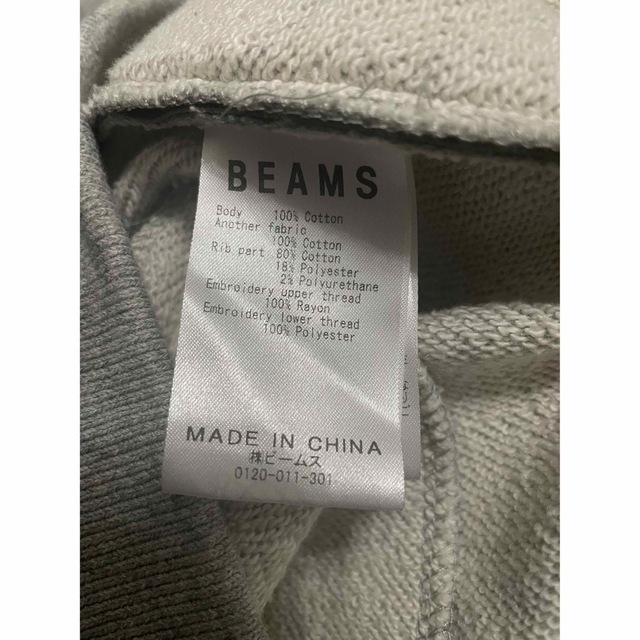 BEAMS
Body 100% Cotton
Another fabric
100% Cotton
Rib part 80% Cotton
18% Polyester
2% Polyurethane
Embroidery upper thread
100% Rayon
Embroidery lower thread
100% Polyester
MADE IN CHINA
㈱ビームス
0120-011-301